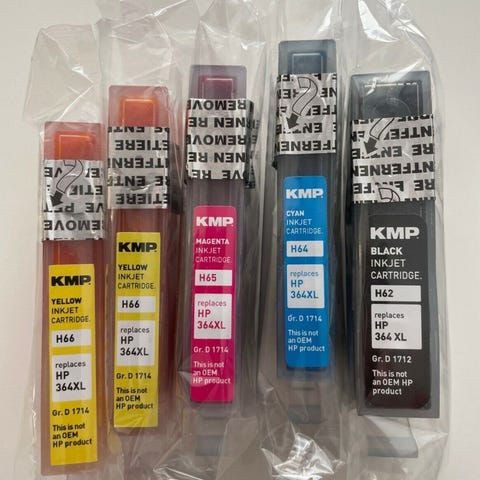 KMP
YELLOW
INKJET
CARTRIDGE.
H66
replaces
HP
364XL
Gr. D 1714
This is not
an OEM
HP product
KMP
YELLOW
INKJET
CARTRIDGE.
H66
replaces
HP
364XL
Gr. D 1714
This is not
an OEM
HP product
KMP
MAGENTA
INKJET
CARTRIDGE.
H65
replaces
HP
364XL
Gr. D 1714
This is not
an OEM
HP product
KMP
CYAN
INKJET
CARTRIDGE.
H64
replaces
HP
364XL
Gr. D 1714
This is not
an OEM
HP product
KMP
BLACK
INKJET
CARTRIDGE.
H62
replaces
HP
364 XL
Gr. D 1712
This is not
an OEM
HP product
REMOVE